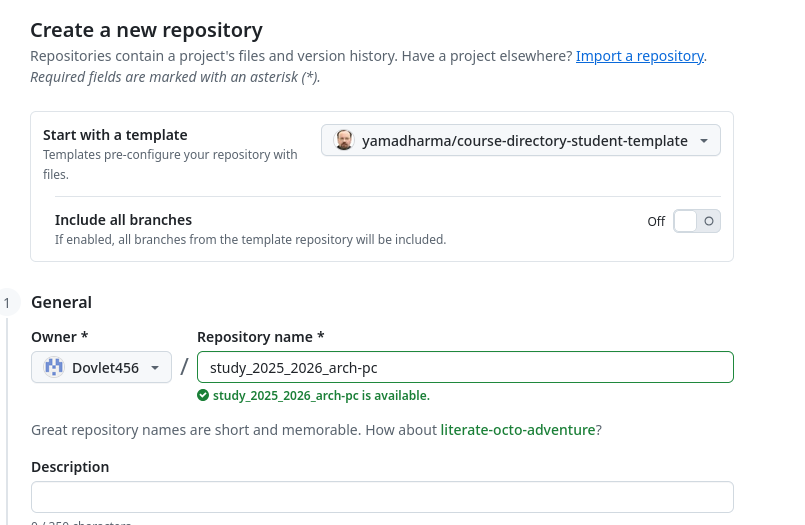 Create a new repository
Repositories contain a project's files and version history. Have a project elsewhere? Import a repository.
Required fields are marked with an asterisk (*).
Start with a template
Templates pre-configure your repository with
files.
yamadharma/course-directory-student-template
Include all branches
If enabled, all branches from the template repository will be included.
Off
1 General
Owner *
Repository name *
Dovlet456 / study_2025_2026_arch-pc
study_2025_2026_arch-pc is available.
Great repository names are short and memorable. How about literate-octo-adventure?
Description
0 / 350 characters